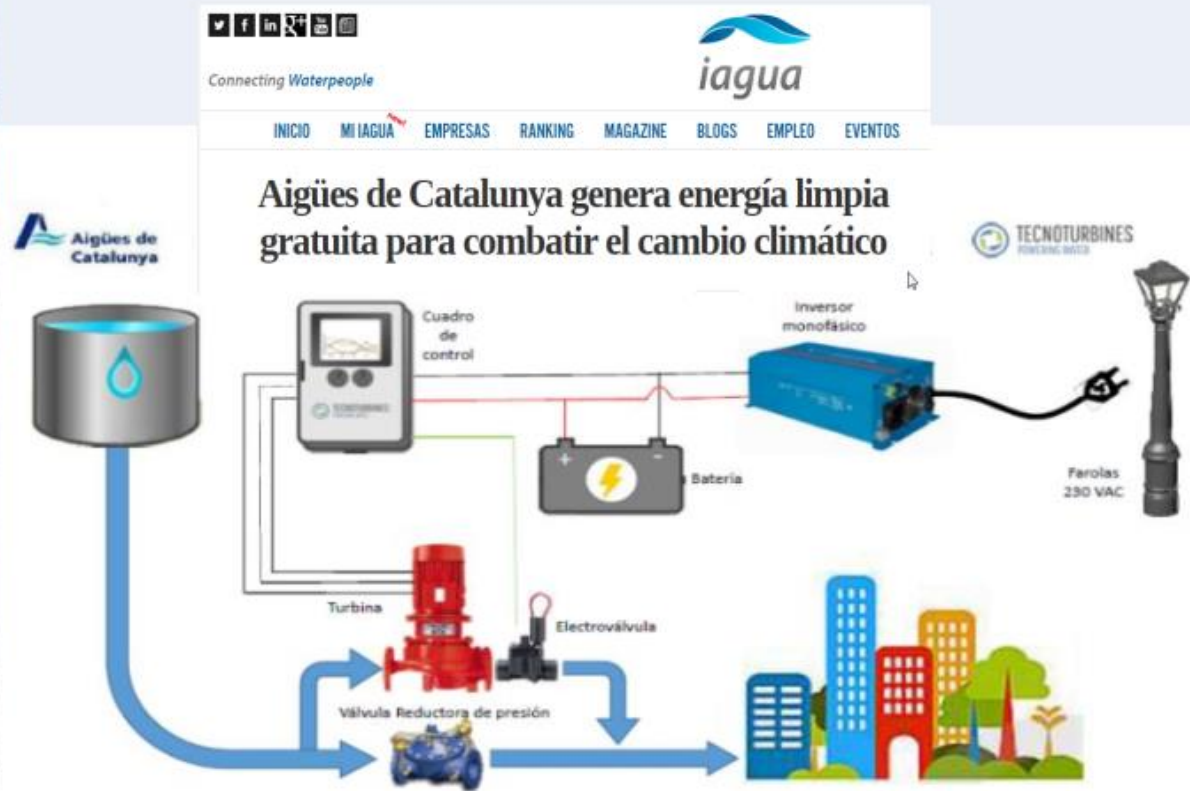 Connecting Waterpeople
iagua
INICIO
MI IAGUA
new!
EMPRESAS
RANKING
MAGAZINE
BLOGS
EMPLEO
EVENTOS
Aigües de Catalunya genera energía limpia
gratuita para combatir el cambio climático
Aigües de
Catalunya
TECNOTURBINES
POWERING WATER
Cuadro
de
control
TECNOTURBINES
Inversor
monofásico
Batería
Farolas
230 VAC
Turbina
Electroválvula
Válvula Reductora de presión